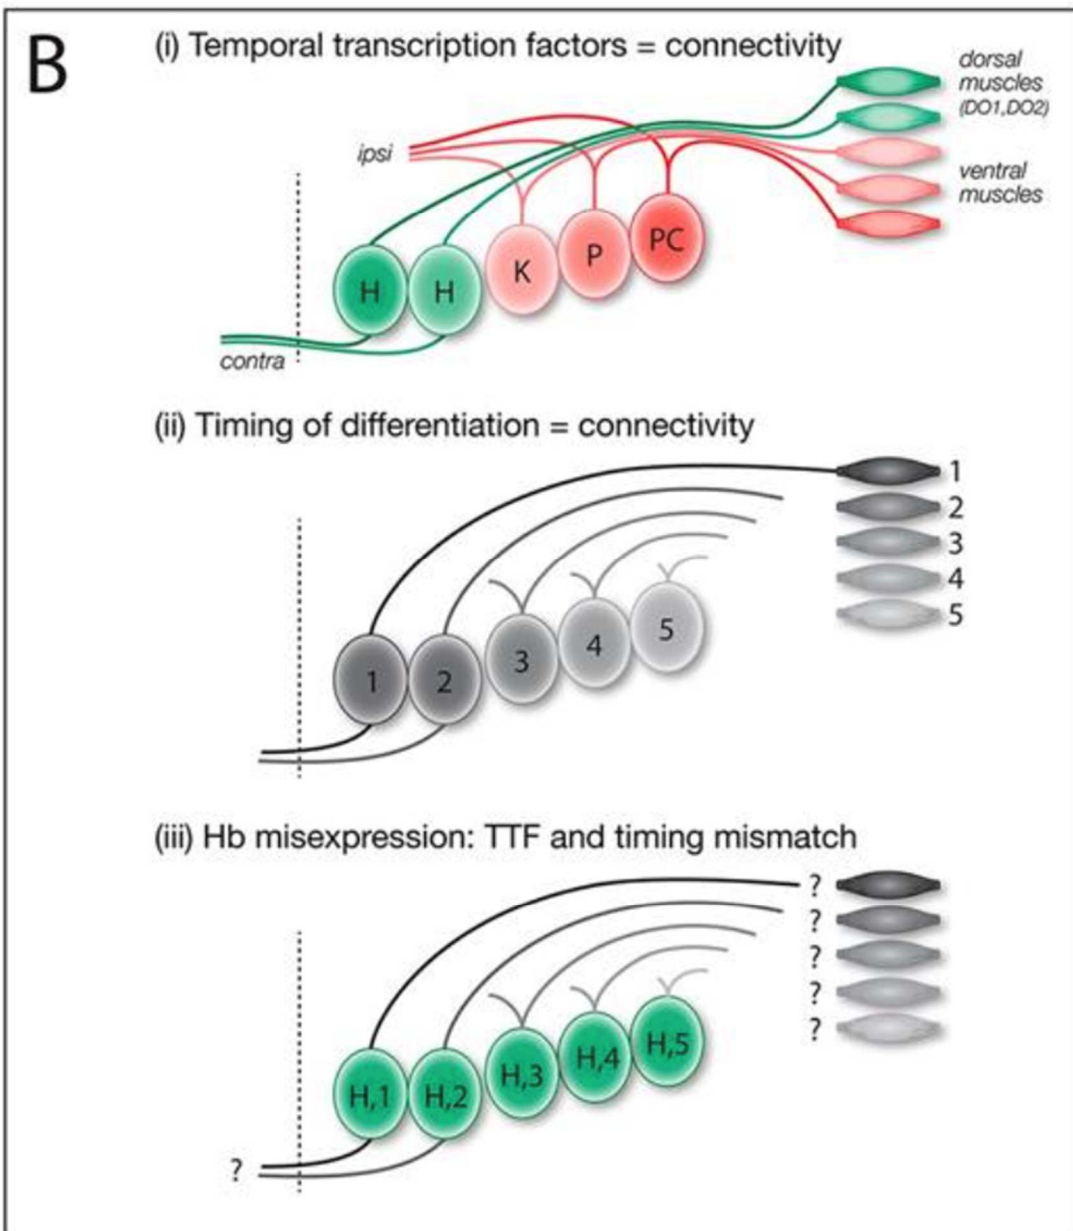 B
(i) Temporal transcription factors = connectivity
dorsal
muscles
(DO1,DO2)
ipsi
ventral
muscles
H
H
K
P
PC
contra
(ii) Timing of differentiation = connectivity
1
2
3
4
5
1
2
3
4
5
(iii) Hb misexpression: TTF and timing mismatch
?
?
?
?
?
H,1
H,2
H,3
H,4
H,5
?